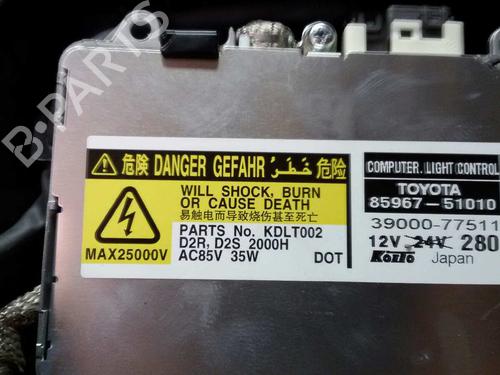 B-PARTS
危険 DANGER GEFAHR خَطَرْ 危险
WILL SHOCK, BURN
OR CAUSE DEATH
易触电而导致烧伤甚至死亡
MAX25000V
PARTS No. KDLT002
D2R, D2S 2000H
AC85V 35W
DOT
COMPUTER. LIGHT CONTROL
TOYOTA
85967-51010
39000-77511
12V 24V 280
KOITO Japan